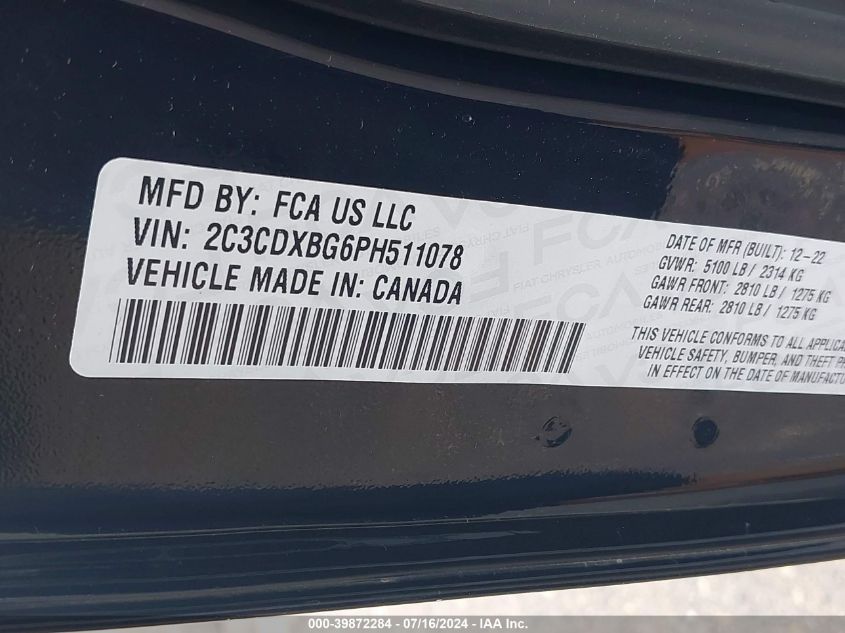 MFD BY: FCA US LLC
VIN: 2C3CDXBG6PH511078
VEHICLE MADE IN: CANADA
DATE OF MFR (BUILT): 12-22
GVWR: 5100 LB / 2314 KG
GAWR FRONT: 2810 LB / 1275 KG
GAWR REAR: 2810 LB / 1275 KG
THIS VEHICLE CONFORMS TO ALL APPLICA
VEHICLE SAFETY, BUMPER, AND THEFT PR
IN EFFECT ON THE DATE OF MANUFACTU
000-39872284 - 07/16/2024 - IAAI.com